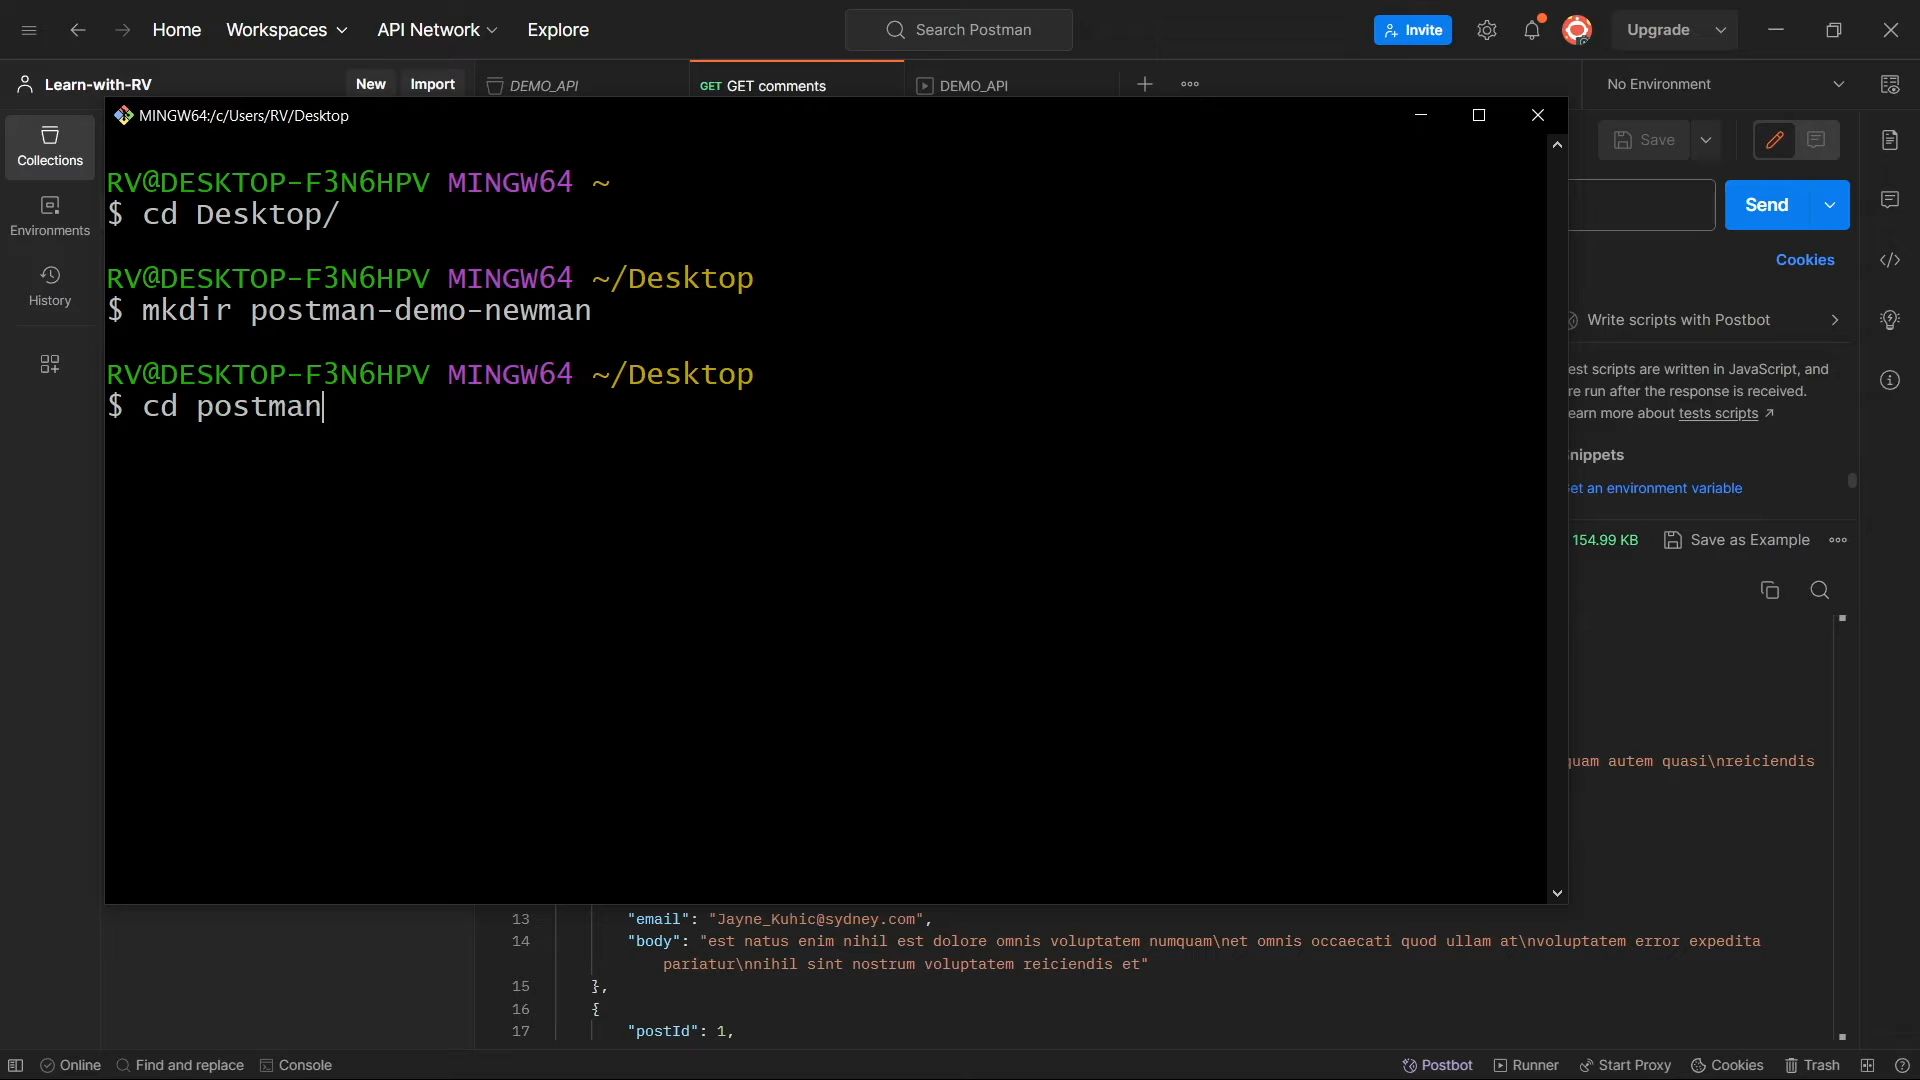 Home
Workspaces
API Network
Explore
Search Postman
Invite
Upgrade
Learn-with-RV
New
Import
DEMO_API
GET GET comments
DEMO_API
No Environment
MINGW64:/c/Users/RV/Desktop
Collections
Environments
History
RV@DESKTOP-F3N6HPV MINGW64 ~
$ cd Desktop/
RV@DESKTOP-F3N6HPV MINGW64 ~/Desktop
$ mkdir postman-demo-newman
RV@DESKTOP-F3N6HPV MINGW64 ~/Desktop
$ cd postman
Save
Send
Cookies
Write scripts with Postbot
est scripts are written in JavaScript, and
re run after the response is received.
earn more about tests scripts ↗
nippets
et an environment variable
154.99 KB
Save as Example
quam autem quasi\nreiciendis
13 "email": "Jayne_Kuhic@sydney.com",
14 "body": "est natus enim nihil est dolore omnis voluptatem numquam\net omnis occaecati quod ullam at\nvoluptatem error expedita
pariatur\nnihil sint nostrum voluptatem reiciendis et"
15 },
16 {
17 "postId": 1,
Online
Find and replace
Console
Postbot
Runner
Start Proxy
Cookies
Trash